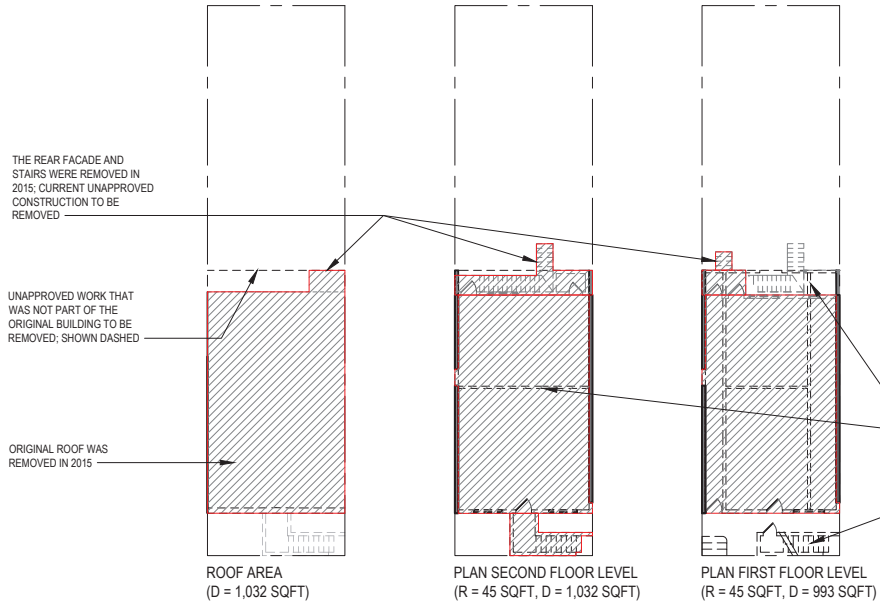 THE REAR FACADE AND
STAIRS WERE REMOVED IN
2015; CURRENT UNAPPROVED
CONSTRUCTION TO BE
REMOVED
UNAPPROVED WORK THAT
WAS NOT PART OF THE
ORIGINAL BUILDING TO BE
REMOVED; SHOWN DASHED
ORIGINAL ROOF WAS
REMOVED IN 2015
ROOF AREA
(D = 1,032 SQFT)
PLAN SECOND FLOOR LEVEL
(R = 45 SQFT, D = 1,032 SQFT)
PLAN FIRST FLOOR LEVEL
(R = 45 SQFT, D = 993 SQFT)